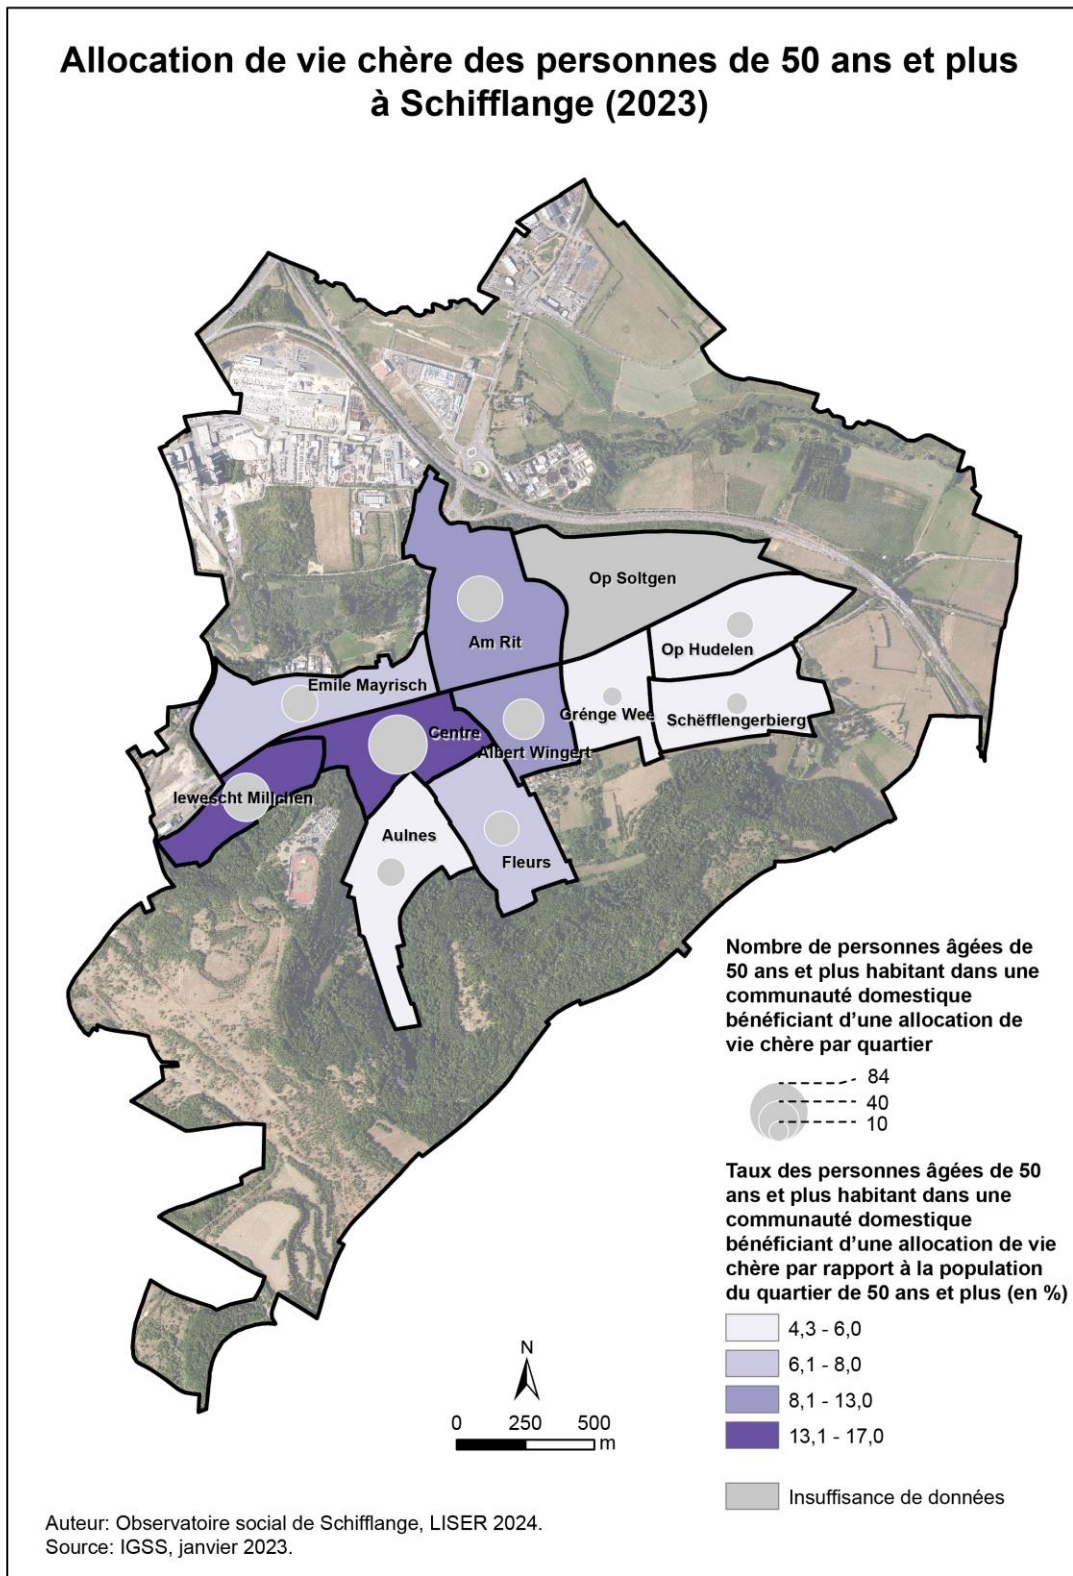 Allocation de vie chère des personnes de 50 ans et plus
à Schifflange (2023)
Op Soltgen
Am Rit
Op Hudelen
Emile Mayrisch
Grénge Wee
Schëfflengerbierg
Centre
Albert Wingert
Iewescht Millchen
Aulnes
Fleurs
Nombre de personnes âgées de
50 ans et plus habitant dans une
communauté domestique
bénéficiant d'une allocation de
vie chère par quartier
84
40
10
Taux des personnes âgées de 50
ans et plus habitant dans une
communauté domestique
bénéficiant d'une allocation de vie
chère par rapport à la population
du quartier de 50 ans et plus (en %)
4,3 - 6,0
6,1 - 8,0
8,1 - 13,0
13,1 - 17,0
Insuffisance de données
N
0 250 500
m
Auteur: Observatoire social de Schifflange, LISER 2024.
Source: IGSS, janvier 2023.